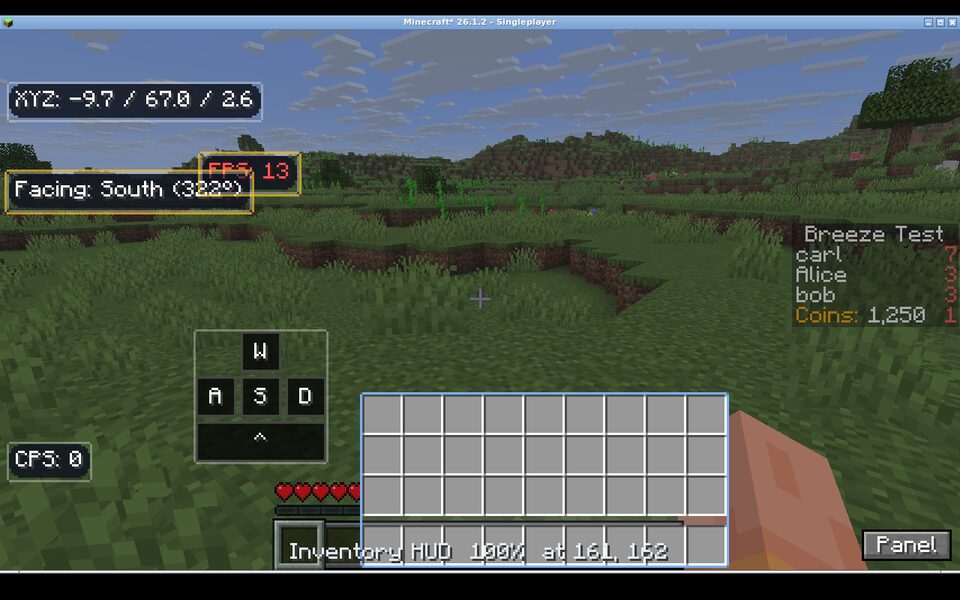 Minecraft* 26.1.2 - Singleplayer
XYZ: -9.7 / 67.0 / 2.6
FPS: 13
Facing: South (322°)
Breeze Test
carl 7
Alice 3
bob 3
Coins: 1,250 1
W
A S D
^
CPS: 0
Inventory HUD 100% at 161, 162
Panel